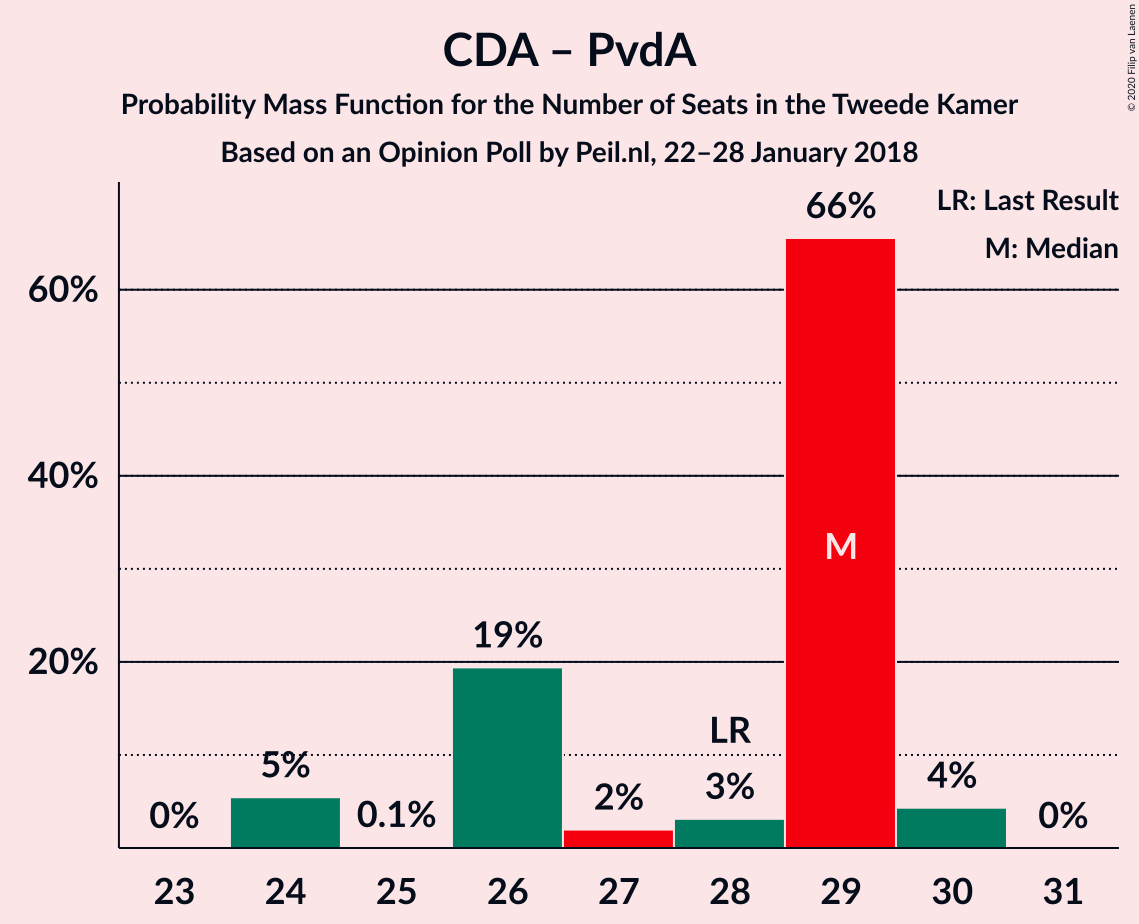 CDA – PvdA
Probability Mass Function for the Number of Seats in the Tweede Kamer
Based on an Opinion Poll by Peil.nl, 22–28 January 2018
© 2020 Filip van Laenen
LR: Last Result
M: Median
66%
60%
40%
M
19%
20%
LR
5%
4%
3%
2%
0%
0.1%
0%
23 24 25 26 27 28 29 30 31